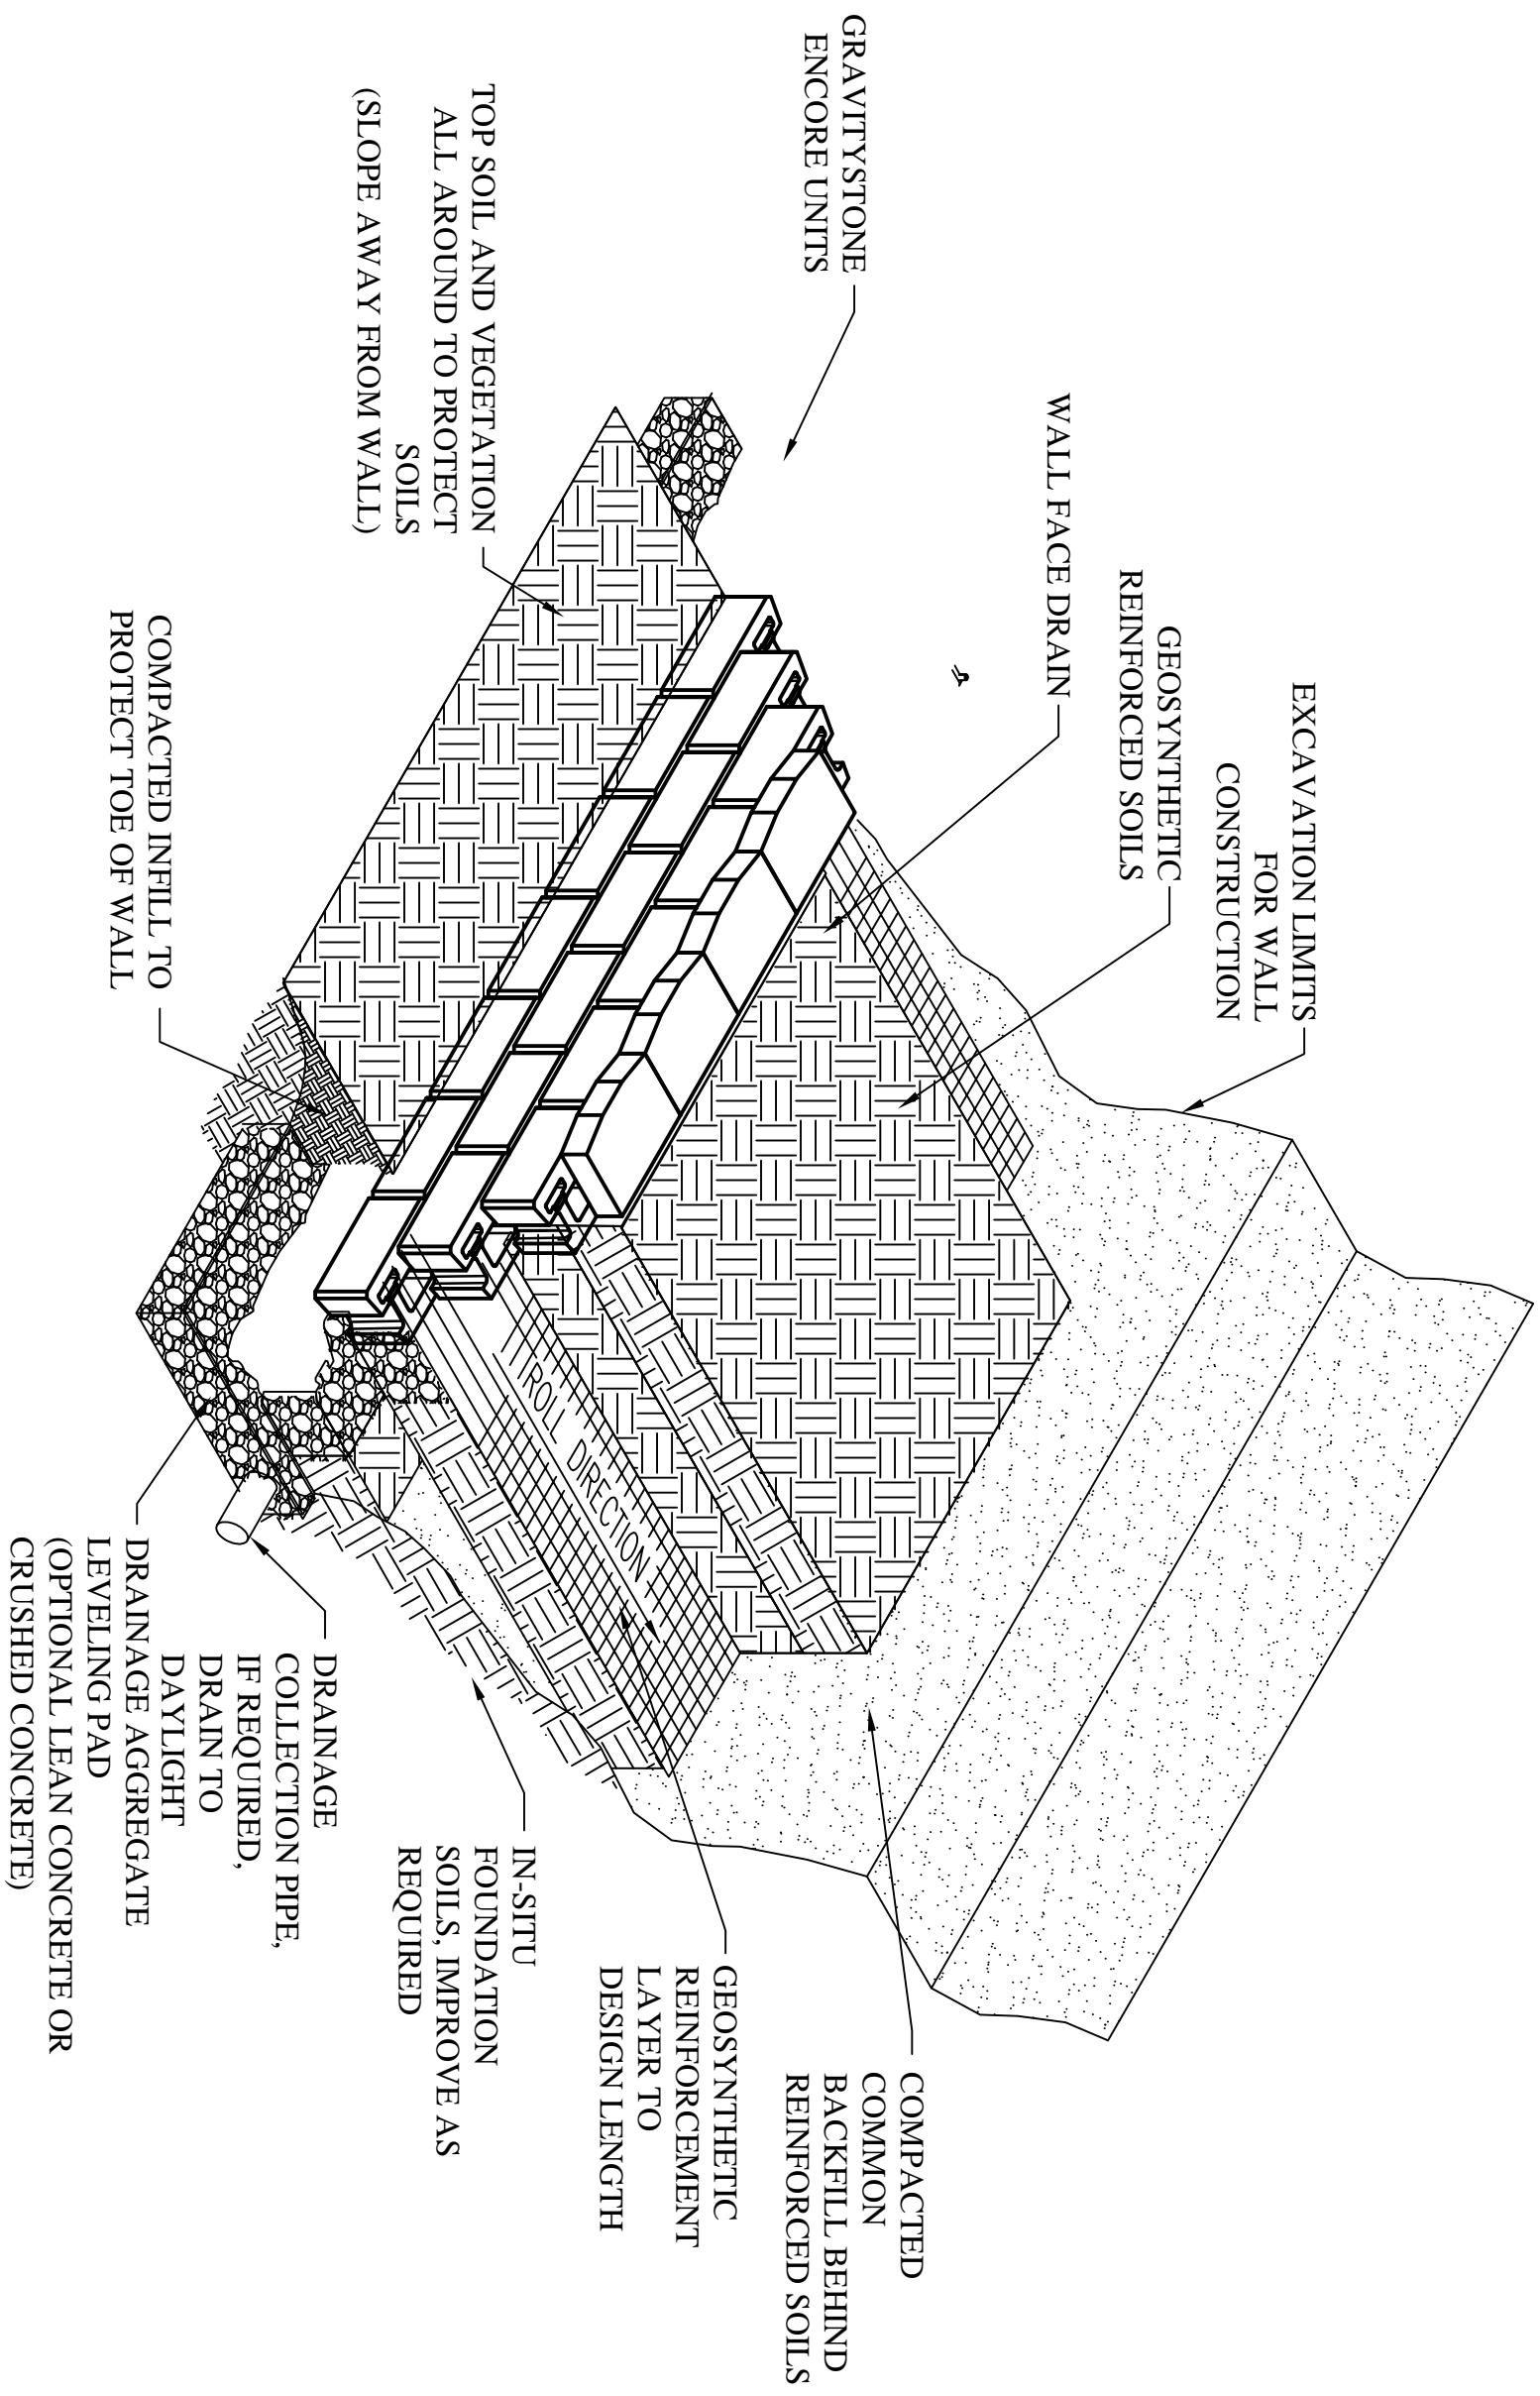 EXCAVATION LIMITS
FOR WALL
CONSTRUCTION
GEOSYNTHETIC
REINFORCED SOILS
WALL FACE DRAIN
GRAVITYSTONE
ENCORE UNITS
TOP SOIL AND VEGETATION
ALL AROUND TO PROTECT
SOILS
(SLOPE AWAY FROM WALL)
COMPACTED INFILL TO
PROTECT TOE OF WALL
ROLL DIRECTION
COMPACTED
COMMON
BACKFILL BEHIND
REINFORCED SOILS
GEOSYNTHETIC
REINFORCEMENT
LAYER TO
DESIGN LENGTH
IN-SITU
FOUNDATION
SOILS, IMPROVE AS
REQUIRED
DRAINAGE
COLLECTION PIPE,
IF REQUIRED,
DRAIN TO
DAYLIGHT
DRAINAGE AGGREGATE
LEVELING PAD
(OPTIONAL LEAN CONCRETE OR
CRUSHED CONCRETE)